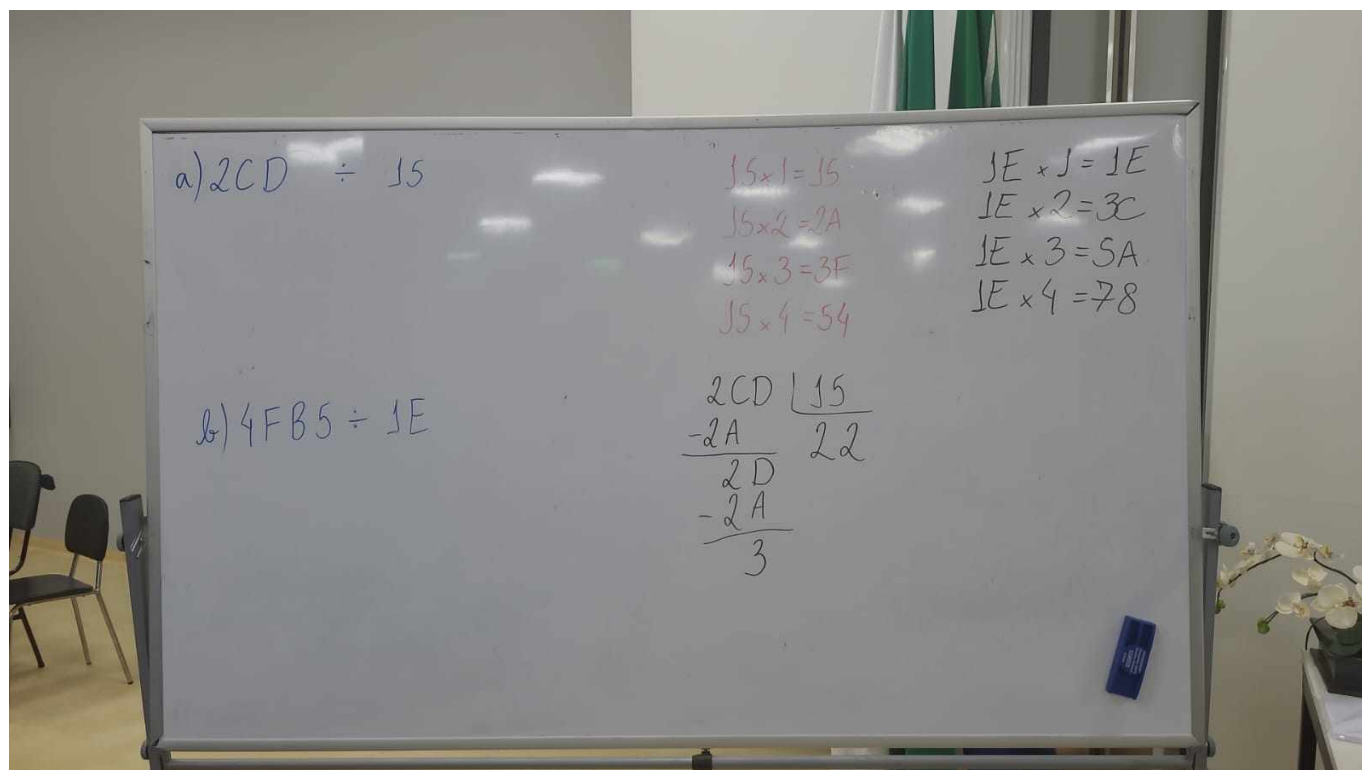 a) 2CD ÷ 15
b) 4FB5 ÷ 1E
15 x 1 = 15
15 x 2 = 2A
15 x 3 = 3F
15 x 4 = 54
1E x 1 = 1E
1E x 2 = 3C
1E x 3 = 5A
1E x 4 = 78
2CD 15
-2A 22
2D
-2A
3